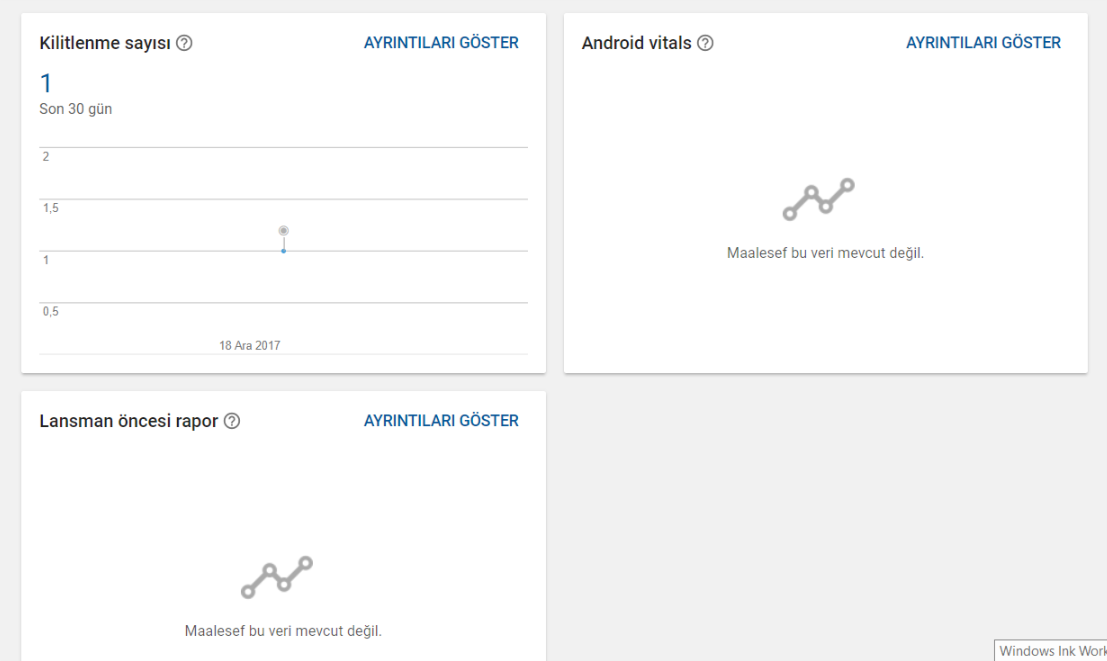 Kilitlenme sayısı
AYRINTILARI GÖSTER
1
Son 30 gün
2
1,5
1
0,5
18 Ara 2017
Android vitals
AYRINTILARI GÖSTER
Maalesef bu veri mevcut değil.
Lansman öncesi rapor
AYRINTILARI GÖSTER
Maalesef bu veri mevcut değil.
Windows Ink Work